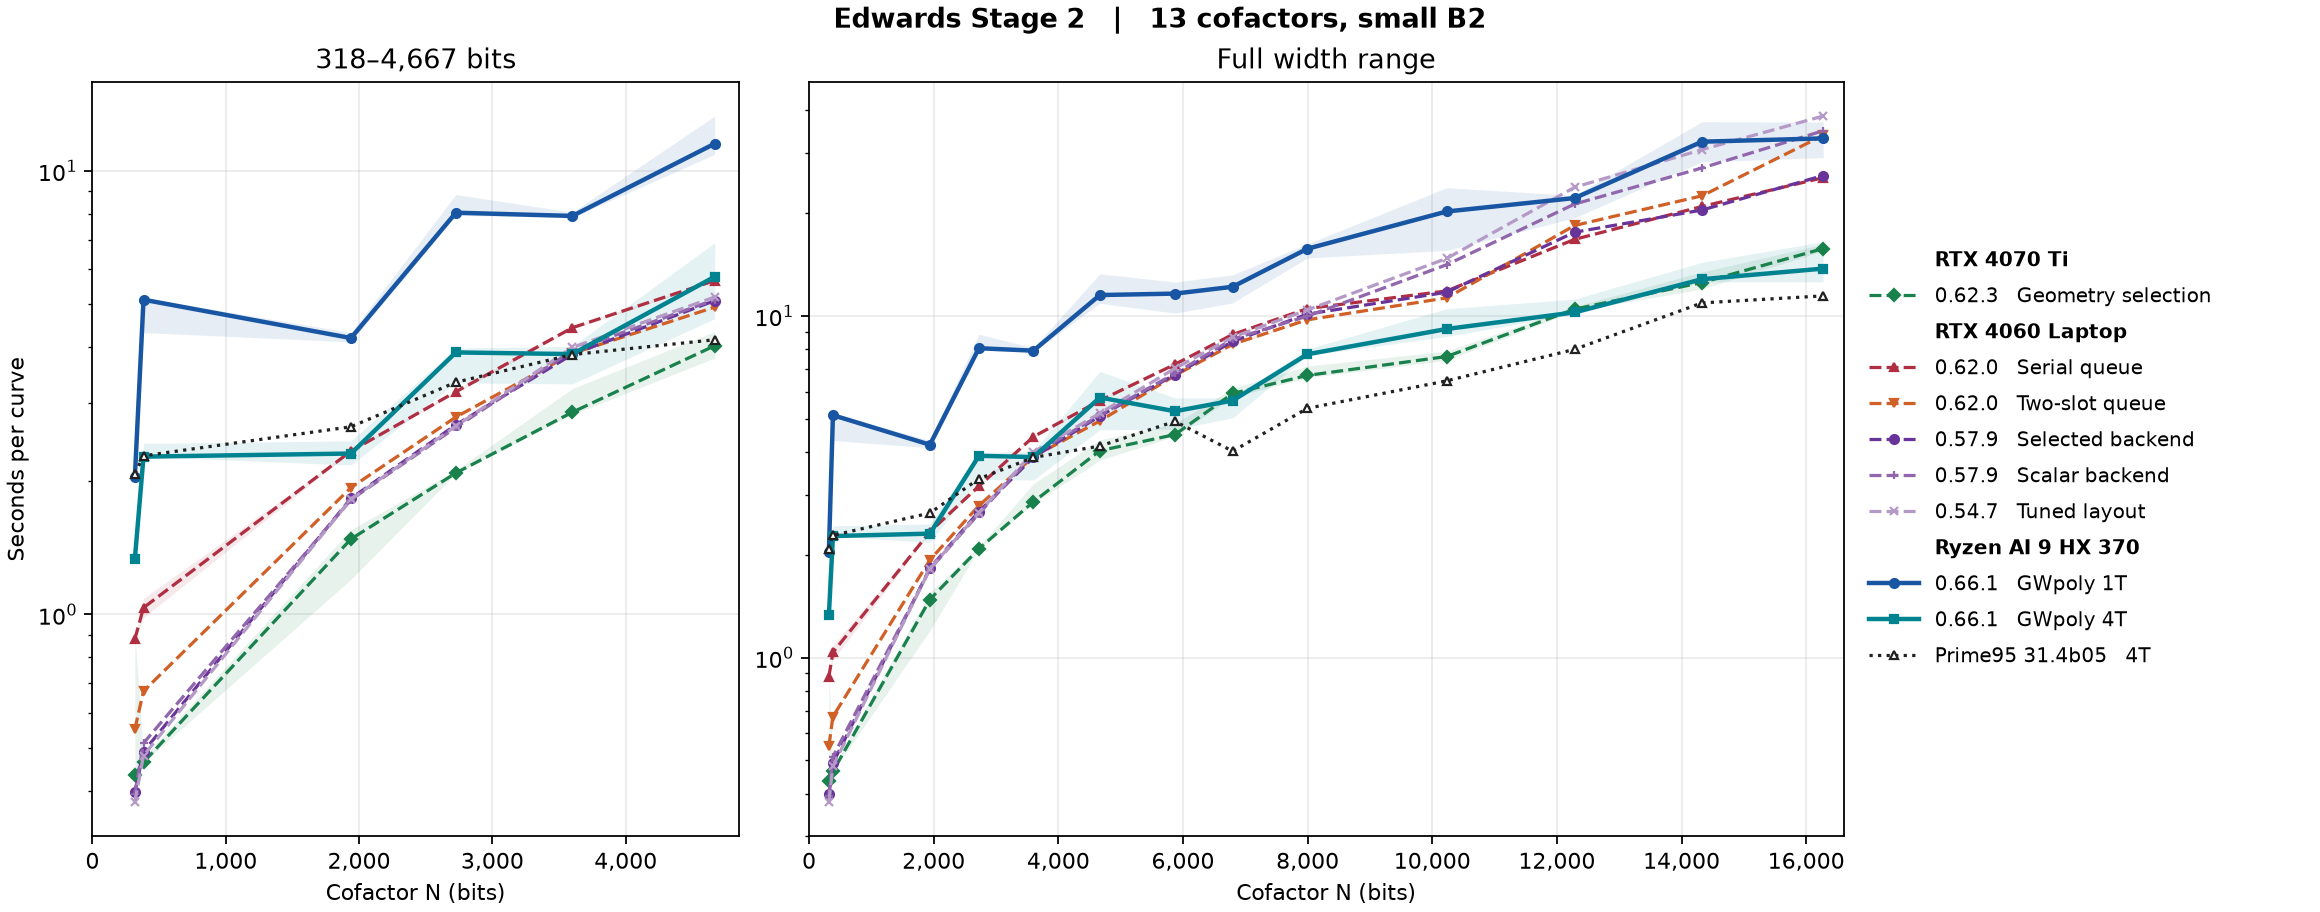 Edwards Stage 2 | 13 cofactors, small B2
318–4,667 bits
Seconds per curve
10¹
10⁰
0 1,000 2,000 3,000 4,000
Cofactor N (bits)
Full width range
10¹
10⁰
0 2,000 4,000 6,000 8,000 10,000 12,000 14,000 16,000
Cofactor N (bits)
RTX 4070 Ti
0.62.3 Geometry selection
RTX 4060 Laptop
0.62.0 Serial queue
0.62.0 Two-slot queue
0.57.9 Selected backend
0.57.9 Scalar backend
0.54.7 Tuned layout
Ryzen AI 9 HX 370
0.66.1 GWpoly 1T
0.66.1 GWpoly 4T
Prime95 31.4b05 4T